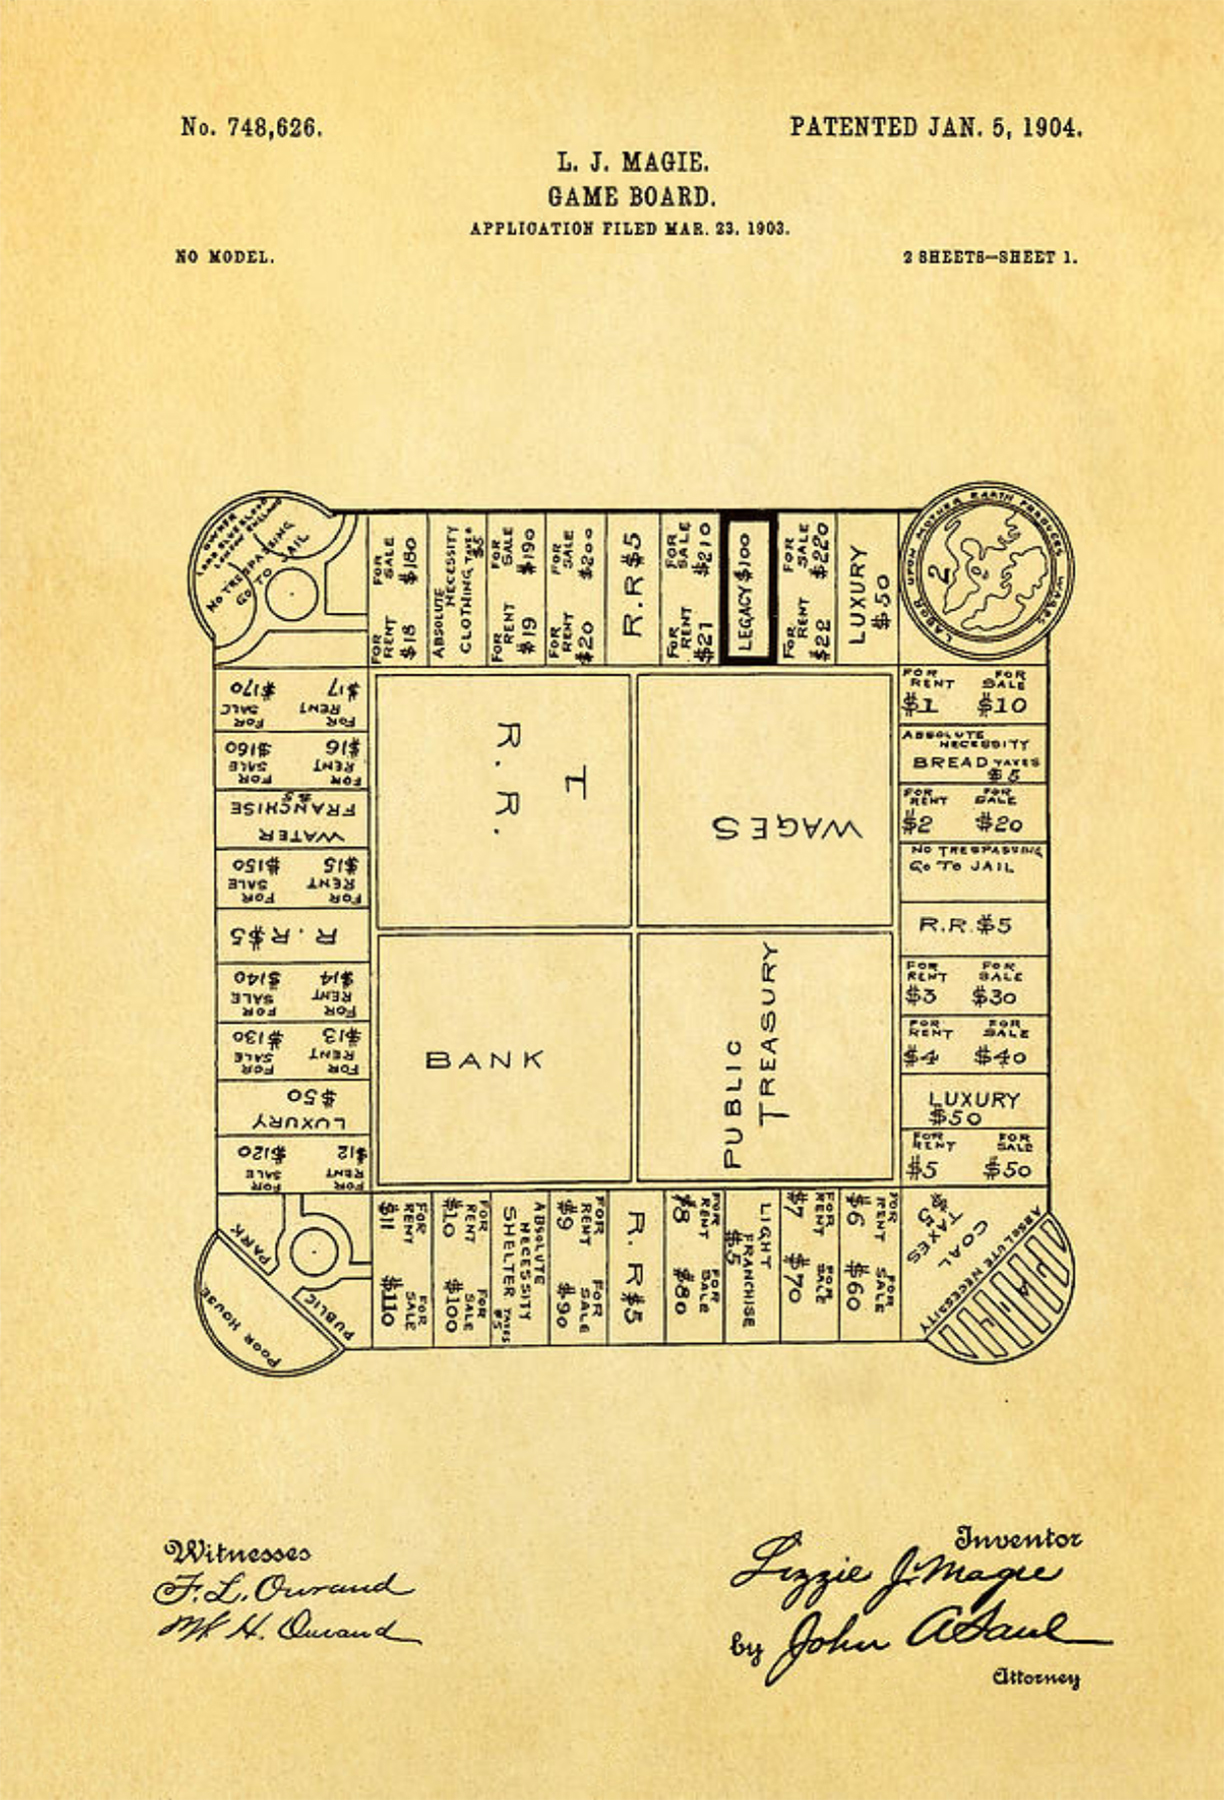 No. 748,626.
PATENTED JAN. 5, 1904.
L. J. MAGIE.
GAME BOARD.
APPLICATION FILED MAR. 23, 1903.
NO MODEL.
2 SHEETS—SHEET 1.
OWNER
LORD BLUE BLOOD
LONDON ENGLAND
NO TRESPASSING
GO TO JAIL
FOR RENT $18
FOR SALE $180
ABSOLUTE NECESSITY
CLOTHING TAXES $5
FOR RENT $19
FOR SALE $190
FOR RENT $20
FOR SALE $200
R.R $5
FOR RENT $21
FOR SALE $210
LEGACY $100
FOR RENT $22
FOR SALE $220
LUXURY
$50
LABOR UPON MOTHER EARTH PRODUCES WAGES
FOR RENT $1
FOR SALE $10
ABSOLUTE
NECESSITY
BREAD TAXES
$5
FOR RENT $2
FOR SALE $20
NO TRESPASSING
GO TO JAIL
R.R. $5
FOR RENT $3
FOR SALE $30
FOR RENT $4
FOR SALE $40
LUXURY
$50
FOR RENT $5
FOR SALE $50
ABSOLUTE NECESSITY
COAL
TAXES
$5
FOR RENT $6
FOR SALE $60
FOR RENT $7
FOR SALE $70
LIGHT
FRANCHISE
$5
FOR RENT $8
FOR SALE $80
R. R $5
FOR RENT $9
FOR SALE $90
ABSOLUTE
NECESSITY
SHELTER TAXES
$5
FOR RENT $10
FOR SALE $100
FOR RENT $11
FOR SALE $110
PUBLIC
PARK
POOR HOUSE
FOR RENT $12
FOR SALE $120
LUXURY
$50
FOR RENT $13
FOR SALE $130
FOR RENT $14
FOR SALE $140
R. R $5
FOR RENT $15
FOR SALE $150
WATER
FRANCHISE
$5
FOR RENT $16
FOR SALE $160
FOR RENT $17
FOR SALE $170
R. R.
WAGES
BANK
PUBLIC
TREASURY
Witnesses
F. L. Ourand
H. Ourand
Inventor
Lizzie J. Magie
by John A Saul
Attorney